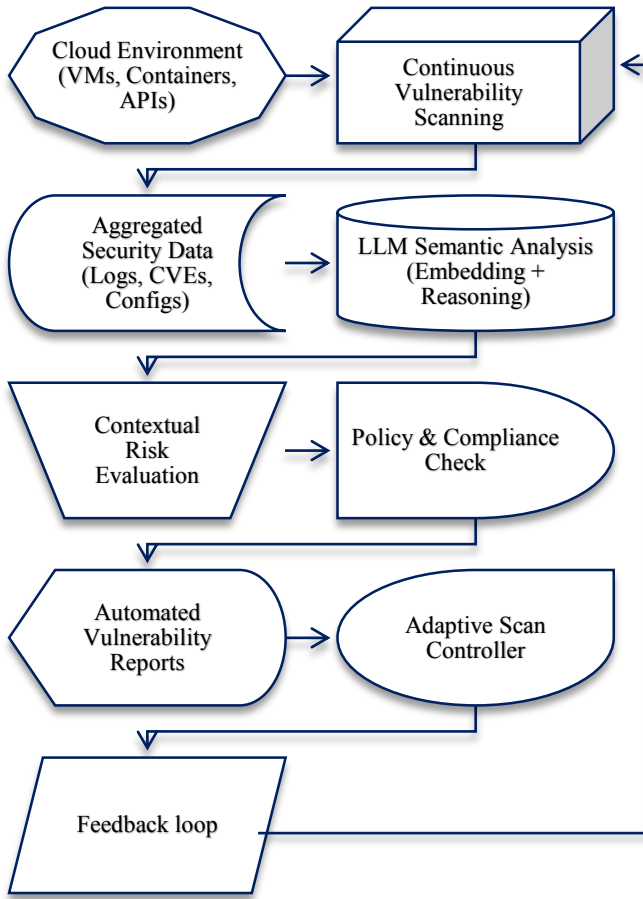 Cloud Environment
(VMs, Containers,
APIs)
Continuous
Vulnerability
Scanning
Aggregated
Security Data
(Logs, CVEs,
Configs)
LLM Semantic Analysis
(Embedding +
Reasoning)
Contextual
Risk
Evaluation
Policy & Compliance
Check
Automated
Vulnerability
Reports
Adaptive Scan
Controller
Feedback loop